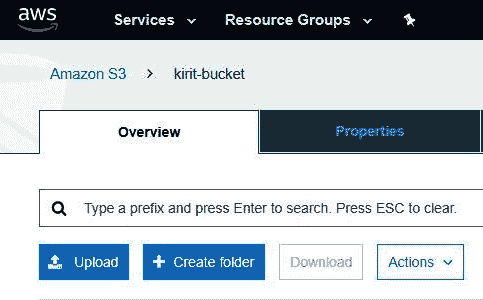 aws Services Resource Groups
Amazon S3 > kirit-bucket
Overview Properties
Type a prefix and press Enter to search. Press ESC to clear.
Upload Create folder Download Actions